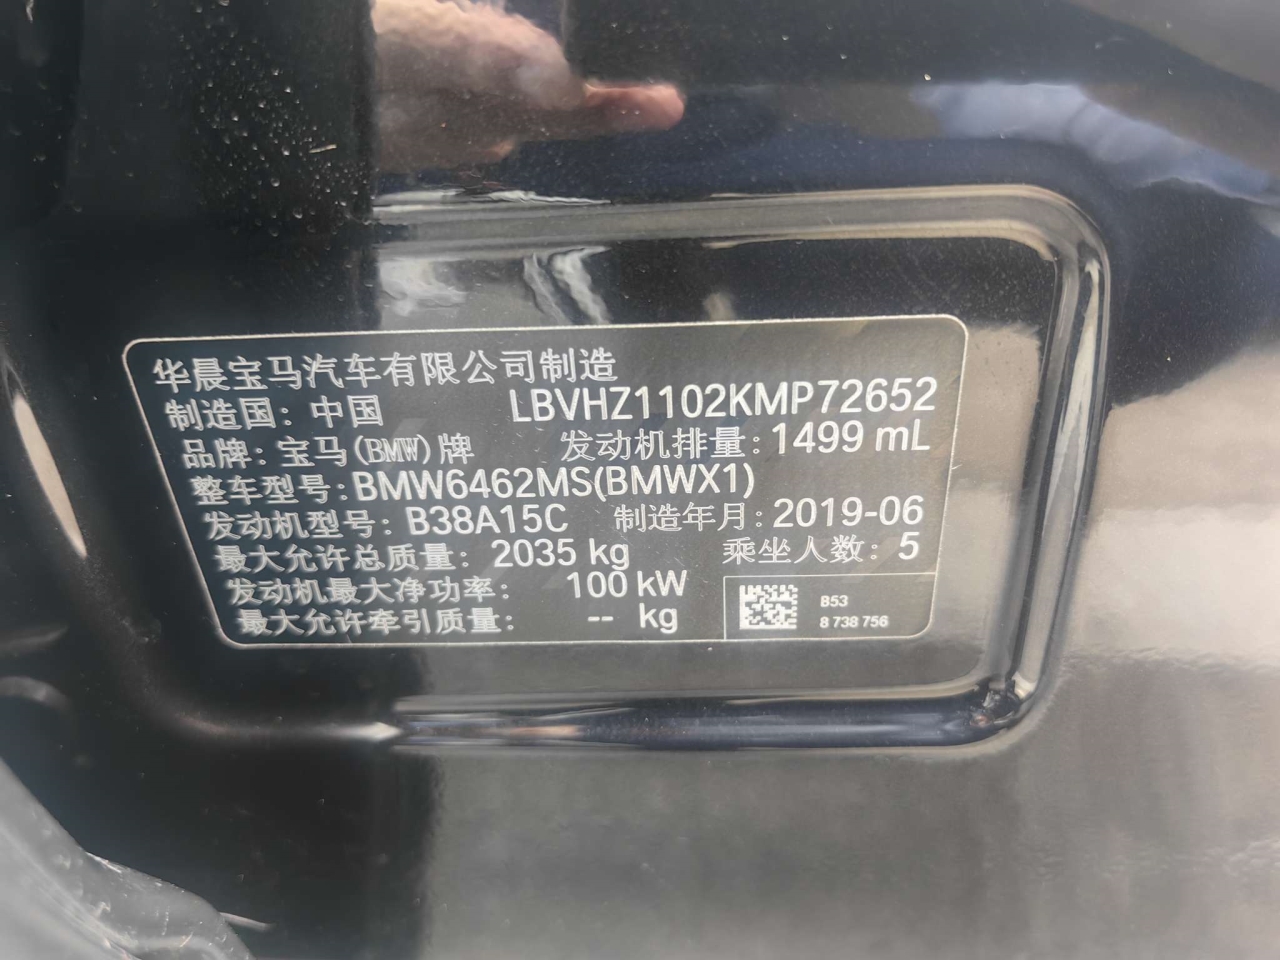 华晨宝马汽车有限公司制造
制造国：中国 LBVHZ1102KMP72652
品牌：宝马(BMW)牌 发动机排量：1499 mL
整车型号：BMW6462MS(BMWX1)
发动机型号：B38A15C 制造年月：2019-06
最大允许总质量：2035 kg 乘坐人数：5
发动机最大净功率：100 kW
最大允许牵引质量：-- kg
B53
8 738 756